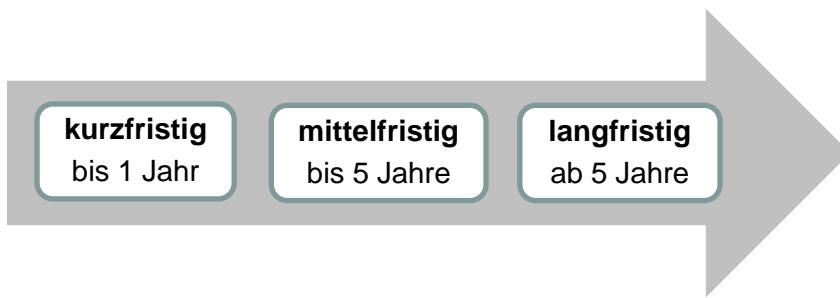 kurzfristig
bis 1 Jahr
mittelfristig
bis 5 Jahre
langfristig
ab 5 Jahre